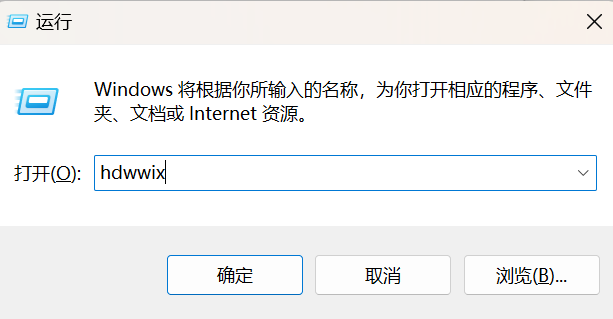 运行
Windows 将根据你所输入的名称，为你打开相应的程序、文件
夹、文档或 Internet 资源。
打开(O): hdwwix
确定 取消 浏览(B)...